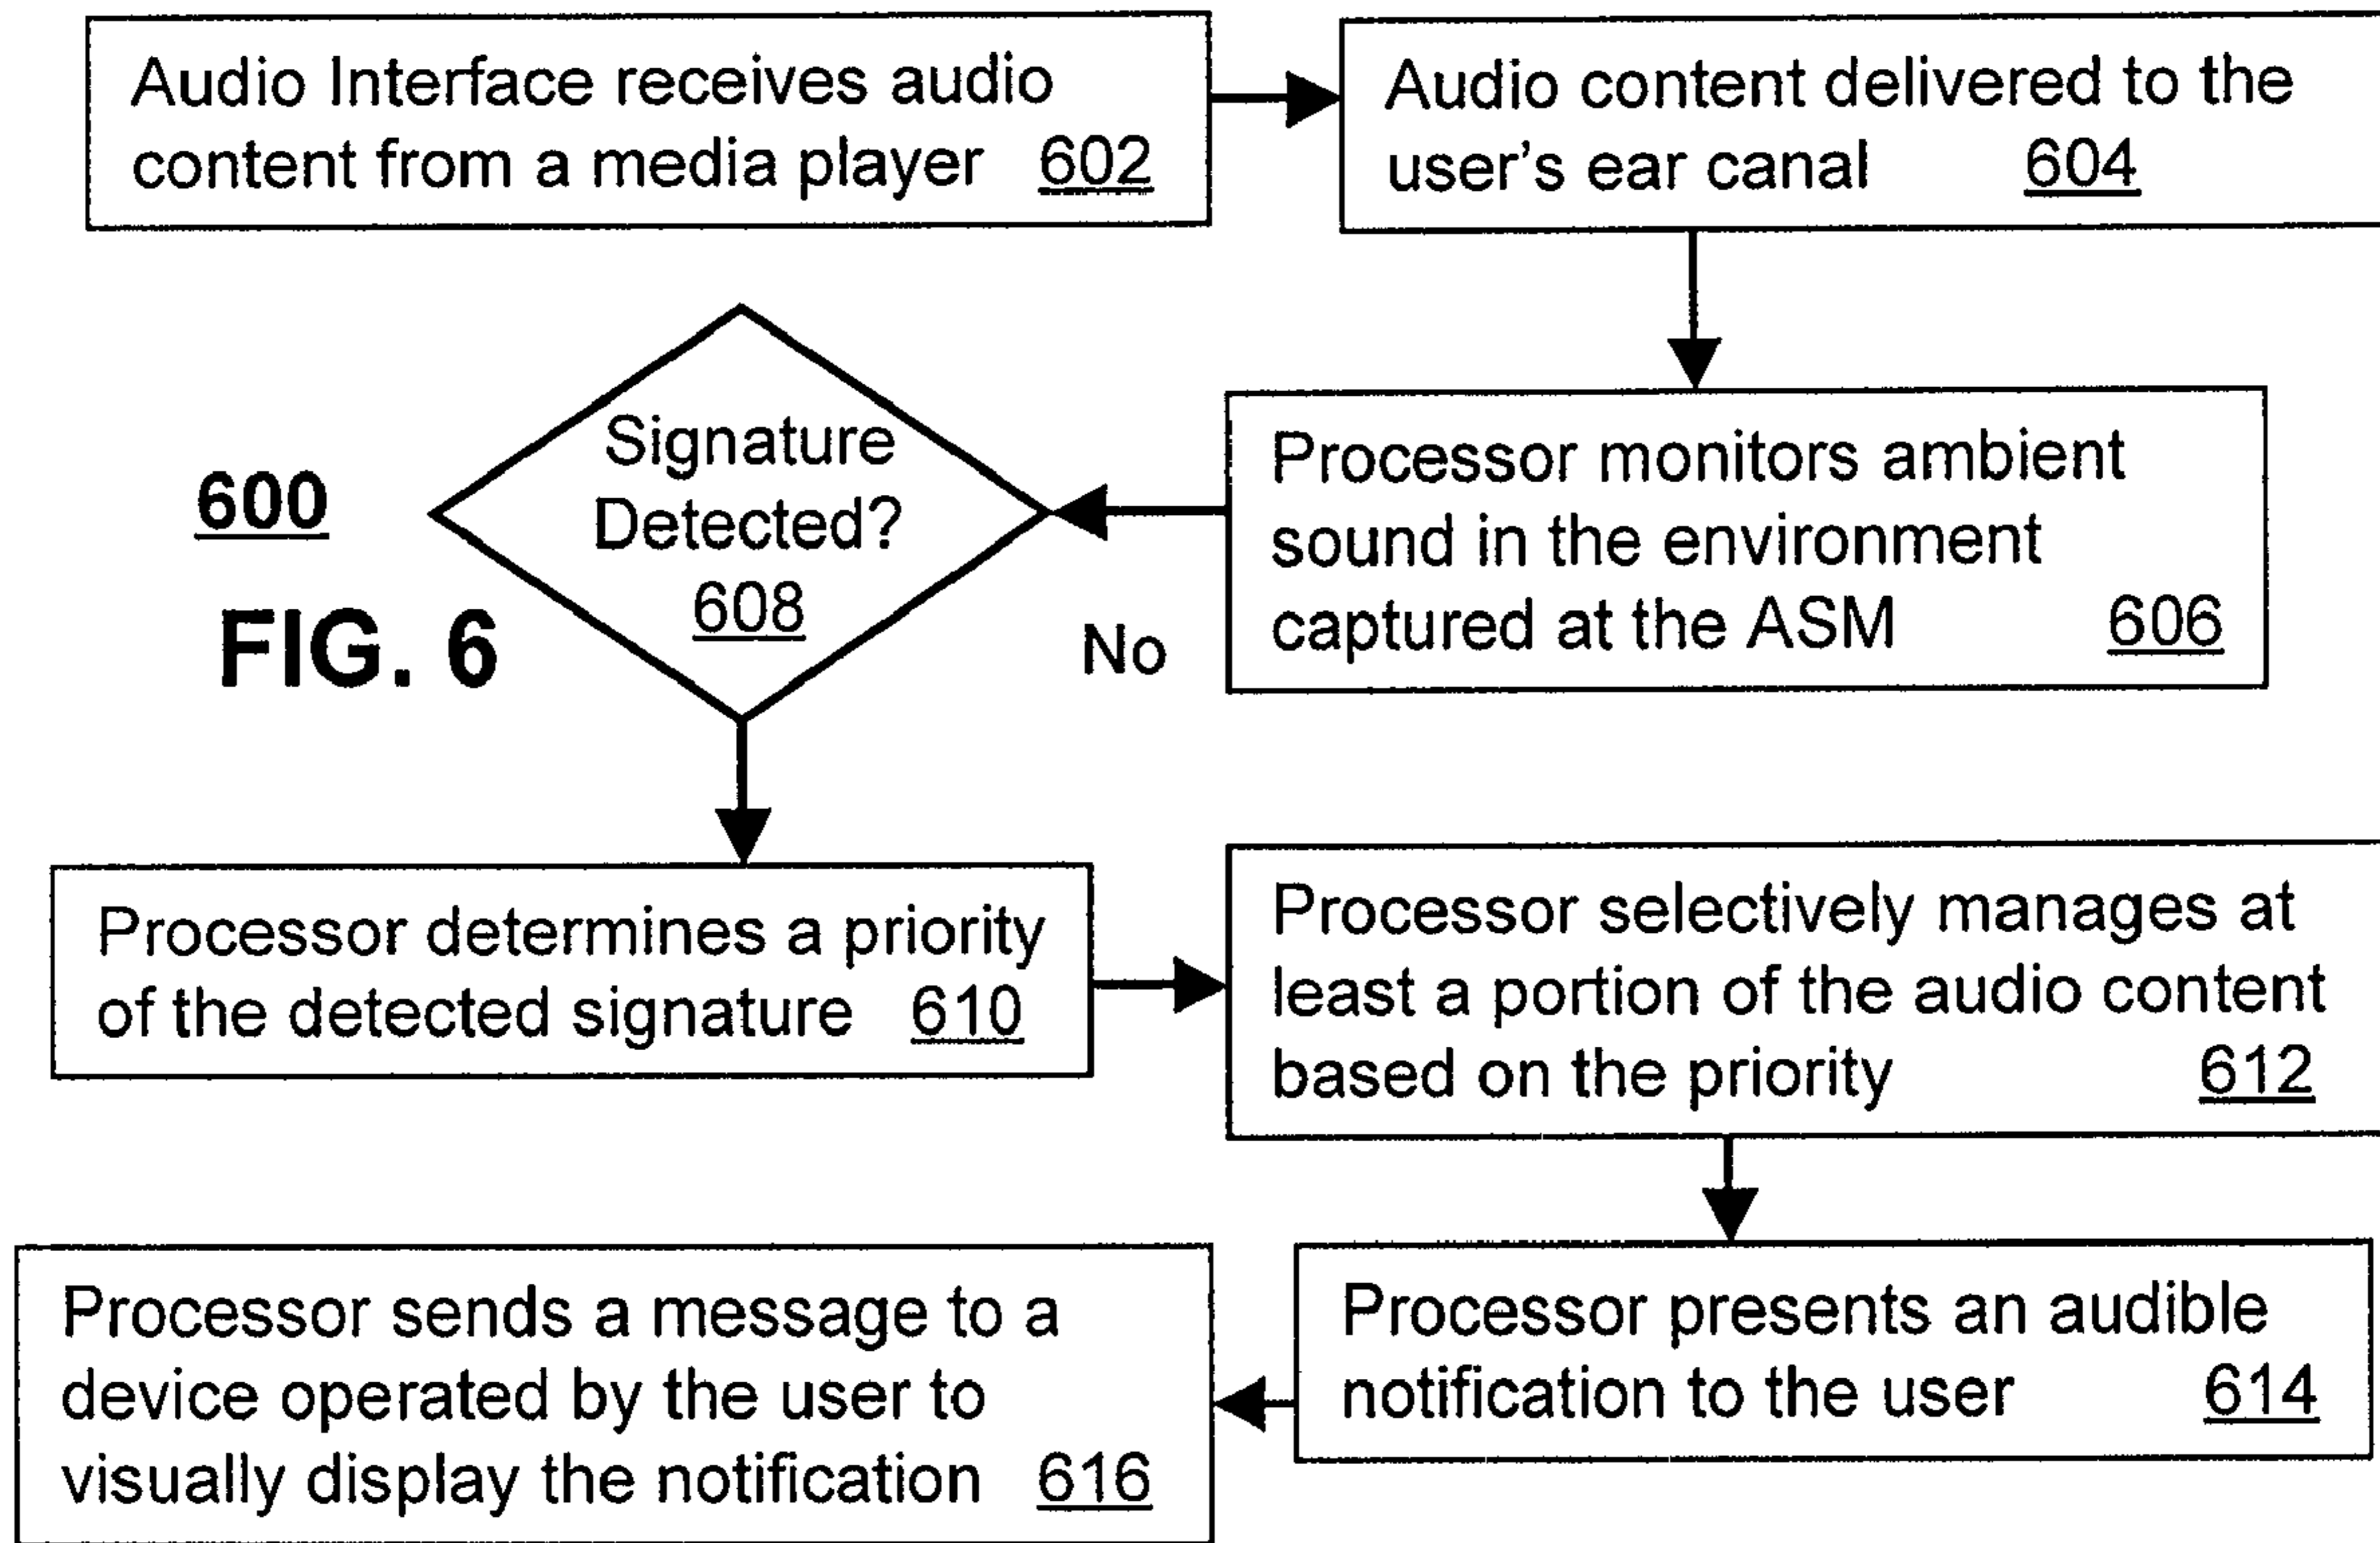 Audio Interface receives audio
content from a media player 602
Audio content delivered to the
user's ear canal 604
Processor monitors ambient
sound in the environment
captured at the ASM 606
Signature
Detected?
608
No
600
FIG. 6
Processor determines a priority
of the detected signature 610
Processor selectively manages at
least a portion of the audio content
based on the priority 612
Processor presents an audible
notification to the user 614
Processor sends a message to a
device operated by the user to
visually display the notification 616